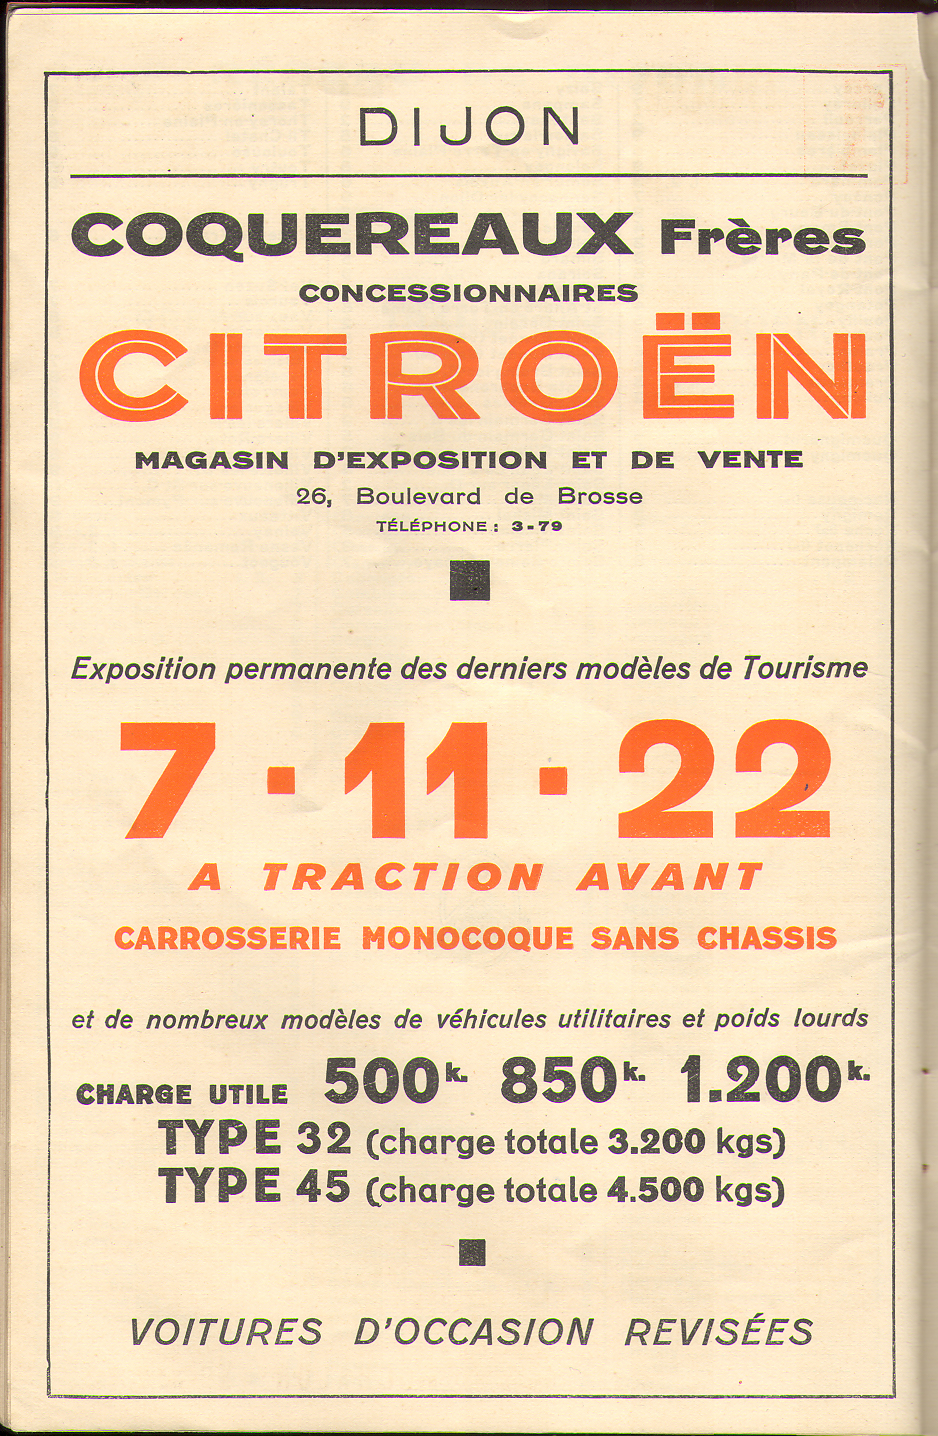 DIJON
COQUEREAUX Frères
CONCESSIONNAIRES
CITROËN
MAGASIN D'EXPOSITION ET DE VENTE
26, Boulevard de Brosse
TÉLÉPHONE : 3-79
Exposition permanente des derniers modèles de Tourisme
7 · 11 · 22
A TRACTION AVANT
CARROSSERIE MONOCOQUE SANS CHASSIS
et de nombreux modèles de véhicules utilitaires et poids lourds
CHARGE UTILE 500k. 850k. 1.200k.
TYPE 32 (charge totale 3.200 kgs)
TYPE 45 (charge totale 4.500 kgs)
VOITURES D'OCCASION REVISÉES